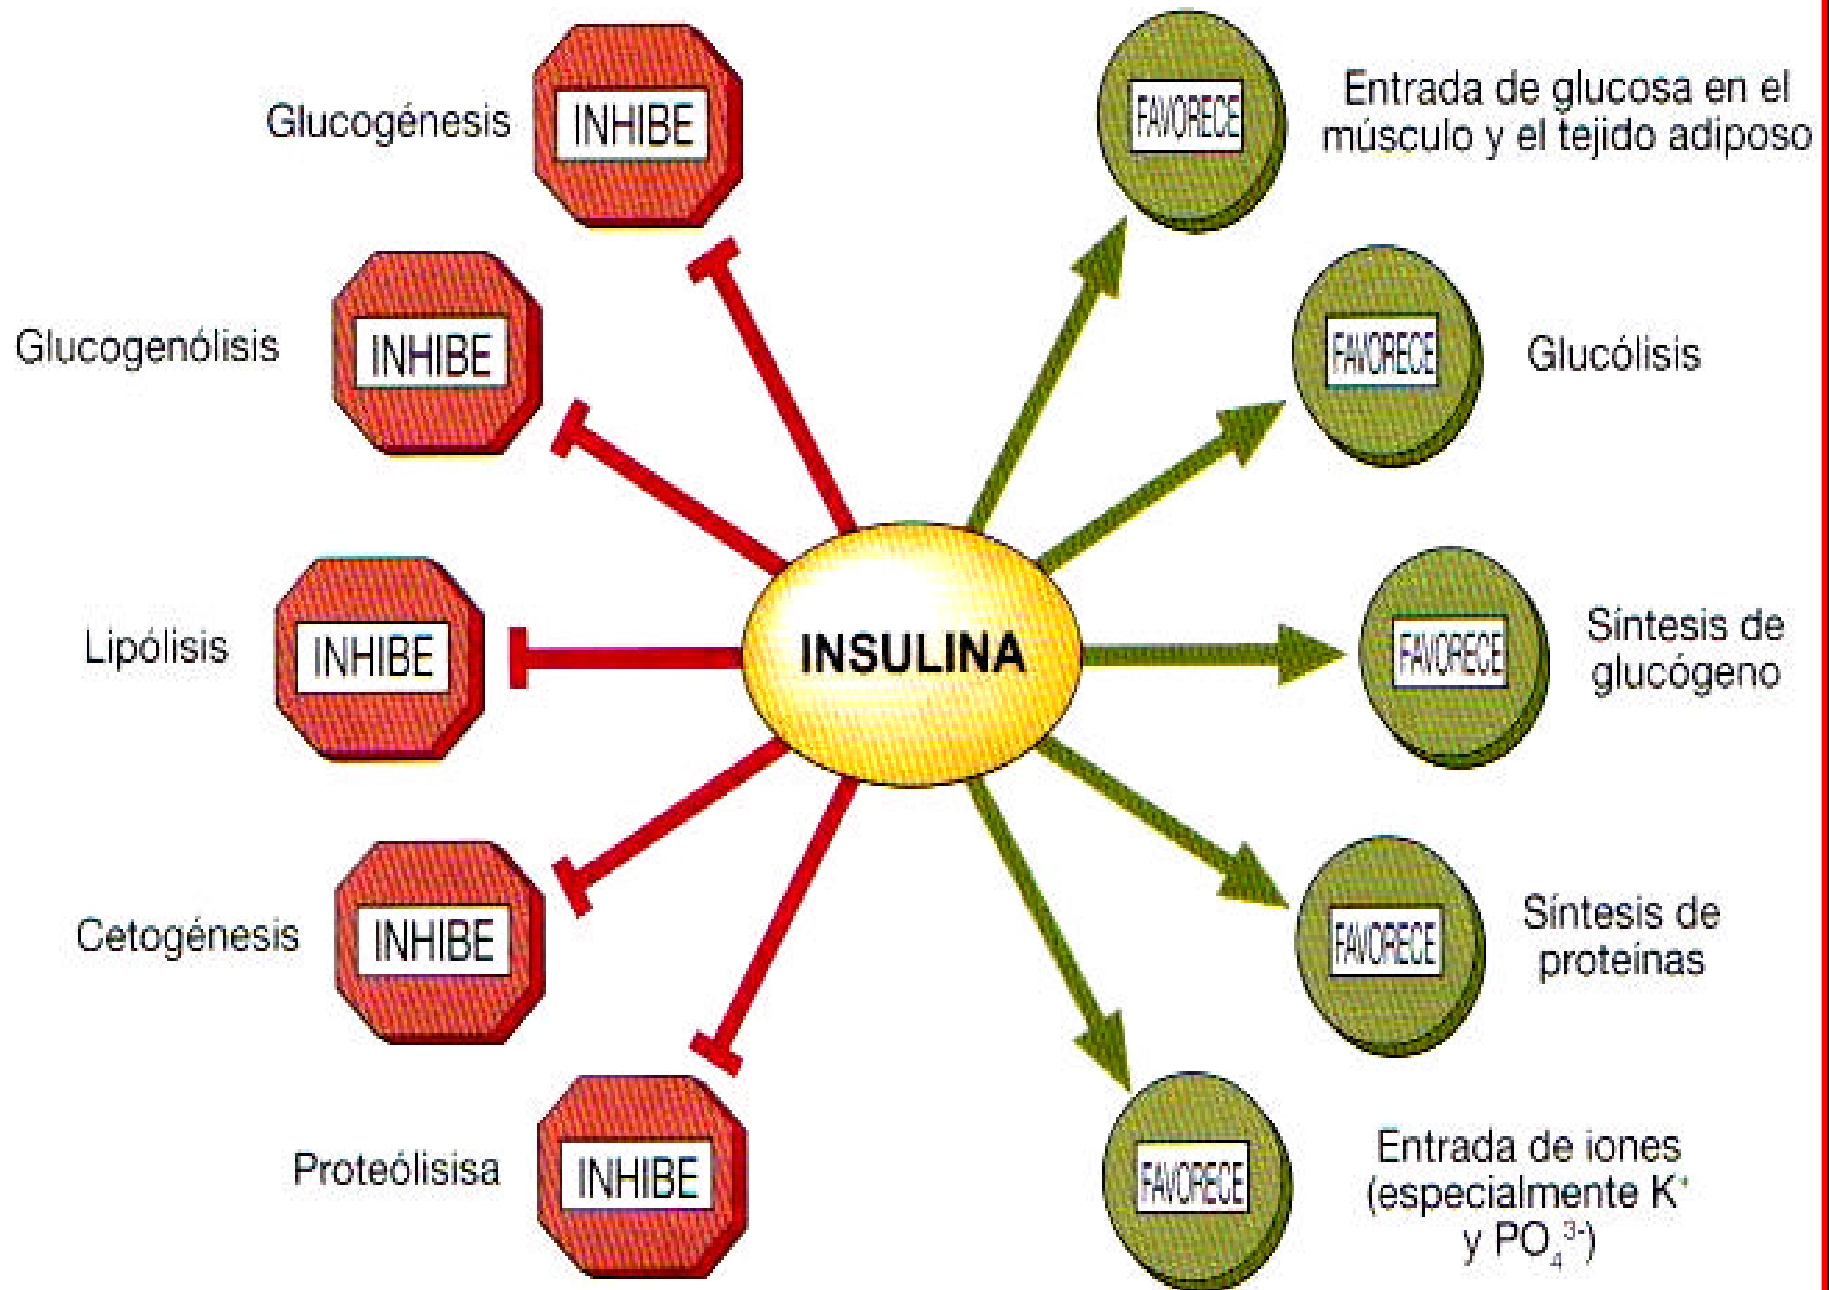 Glucogénesis
INHIBE
Glucogenólisis
INHIBE
Lipólisis
INHIBE
Cetogénesis
INHIBE
Proteólisisa
INHIBE
INSULINA
FAVORECE
Entrada de glucosa en el
músculo y el tejido adiposo
FAVORECE
Glucólisis
FAVORECE
Síntesis de
glucógeno
FAVORECE
Síntesis de
proteínas
FAVORECE
Entrada de iones
(especialmente K⁺
y PO₄³⁻)